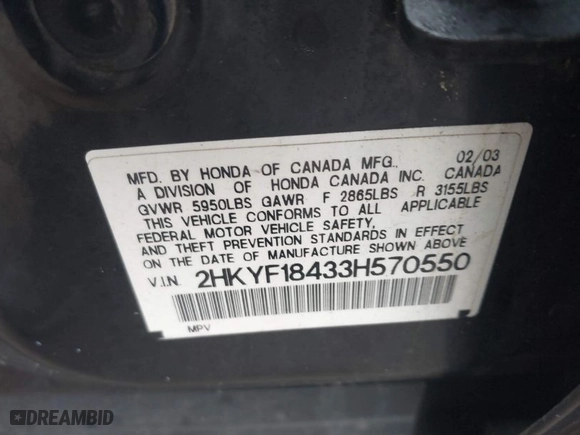 MFD. BY HONDA OF CANADA MFG., 02/03
A DIVISION OF HONDA CANADA INC. CANADA
GVWR 5950LBS GAWR F 2865LBS R 3155LBS
THIS VEHICLE CONFORMS TO ALL APPLICABLE
FEDERAL MOTOR VEHICLE SAFETY,
AND THEFT PREVENTION STANDARDS IN EFFECT
ON THE DATE OF MANUFACTURE SHOWN ABOVE
V.I.N. 2HKYF18433H570550
MPV
DREAMBID